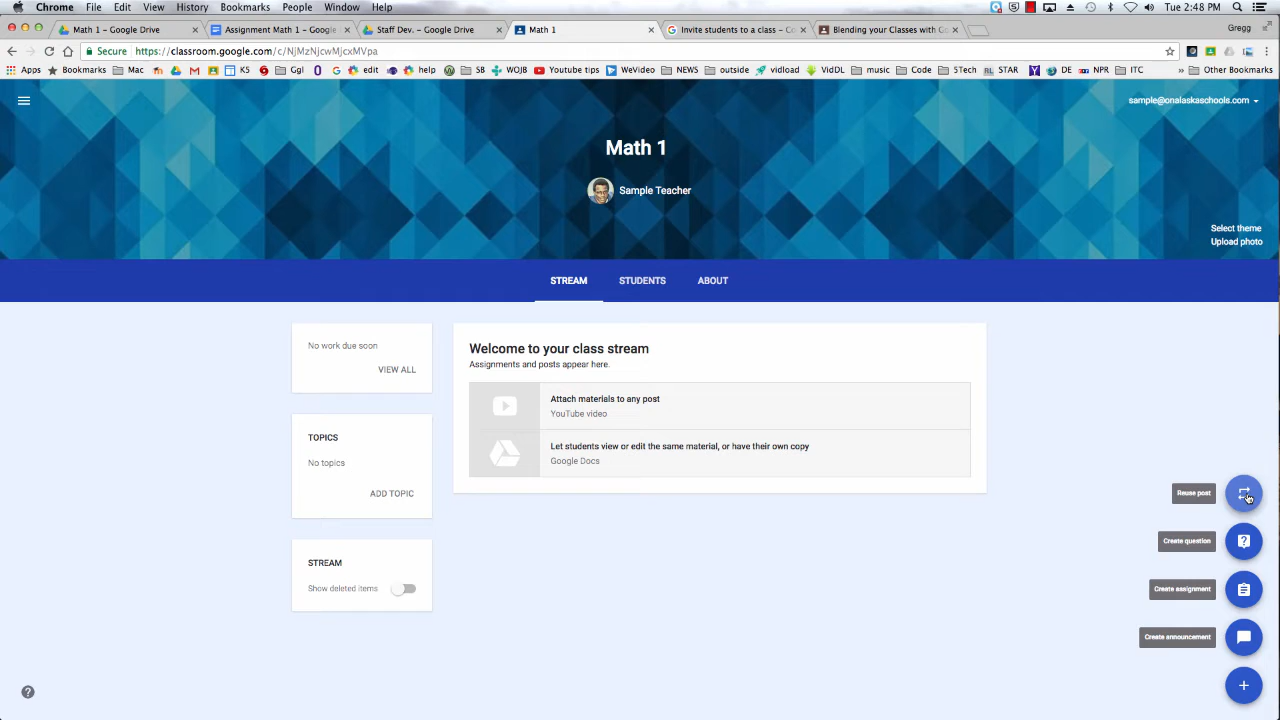 Chrome File Edit View History Bookmarks People Window Help Tue 2:48 PM
Math 1 - Google Drive Assignment Math 1 - Google Staff Dev. - Google Drive Math 1 Invite students to a class - Co Blending your Classes with Go Gregg
Secure https://classroom.google.com/c/NjMzNjcwMjcxMVpa
Apps Bookmarks Mac K5 Ggl edit help SB WOJB Youtube tips WeVideo NEWS outside vidload VidDL music Code 5Tech STAR DE NPR ITC » Other Bookmarks
sample@onalaskaschools.com
Math 1
Sample Teacher
Select theme
Upload photo
STREAM STUDENTS ABOUT
No work due soon
VIEW ALL
TOPICS
No topics
ADD TOPIC
STREAM
Show deleted items
Welcome to your class stream
Assignments and posts appear here.
Attach materials to any post
YouTube video
Let students view or edit the same material, or have their own copy
Google Docs
Reuse post
Create question
Create assignment
Create announcement